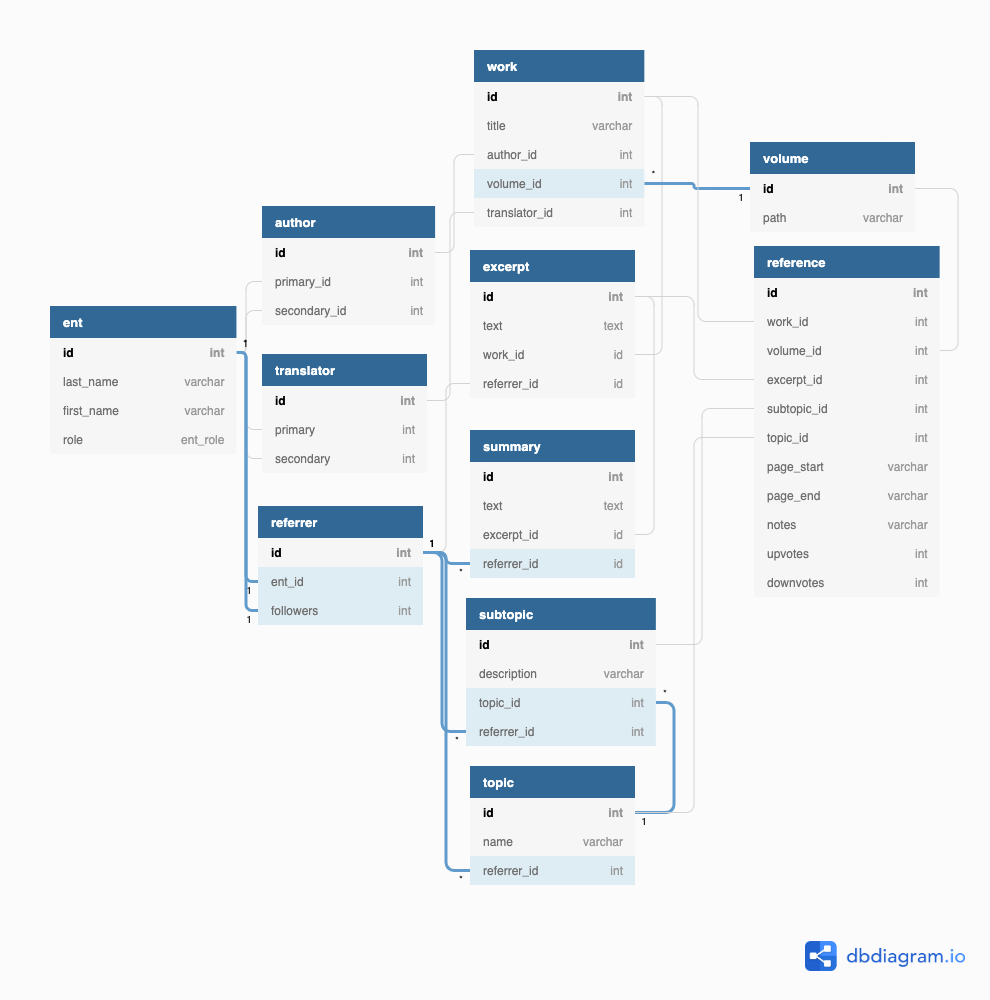 work
id int
title varchar
author_id int
volume_id int
translator_id int
*
1
volume
id int
path varchar
author
id int
primary_id int
secondary_id int
excerpt
id int
text text
work_id id
referrer_id id
reference
id int
work_id int
volume_id int
excerpt_id int
subtopic_id int
topic_id int
page_start varchar
page_end varchar
notes varchar
upvotes int
downvotes int
ent
id int
last_name varchar
first_name varchar
role ent_role
1
translator
id int
primary int
secondary int
summary
id int
text text
excerpt_id id
referrer_id id
referrer
id int
ent_id int
followers int
1
1
1
*
subtopic
id int
description varchar
topic_id int
referrer_id int
*
*
topic
id int
name varchar
referrer_id int
1
*
dbdiagram.io